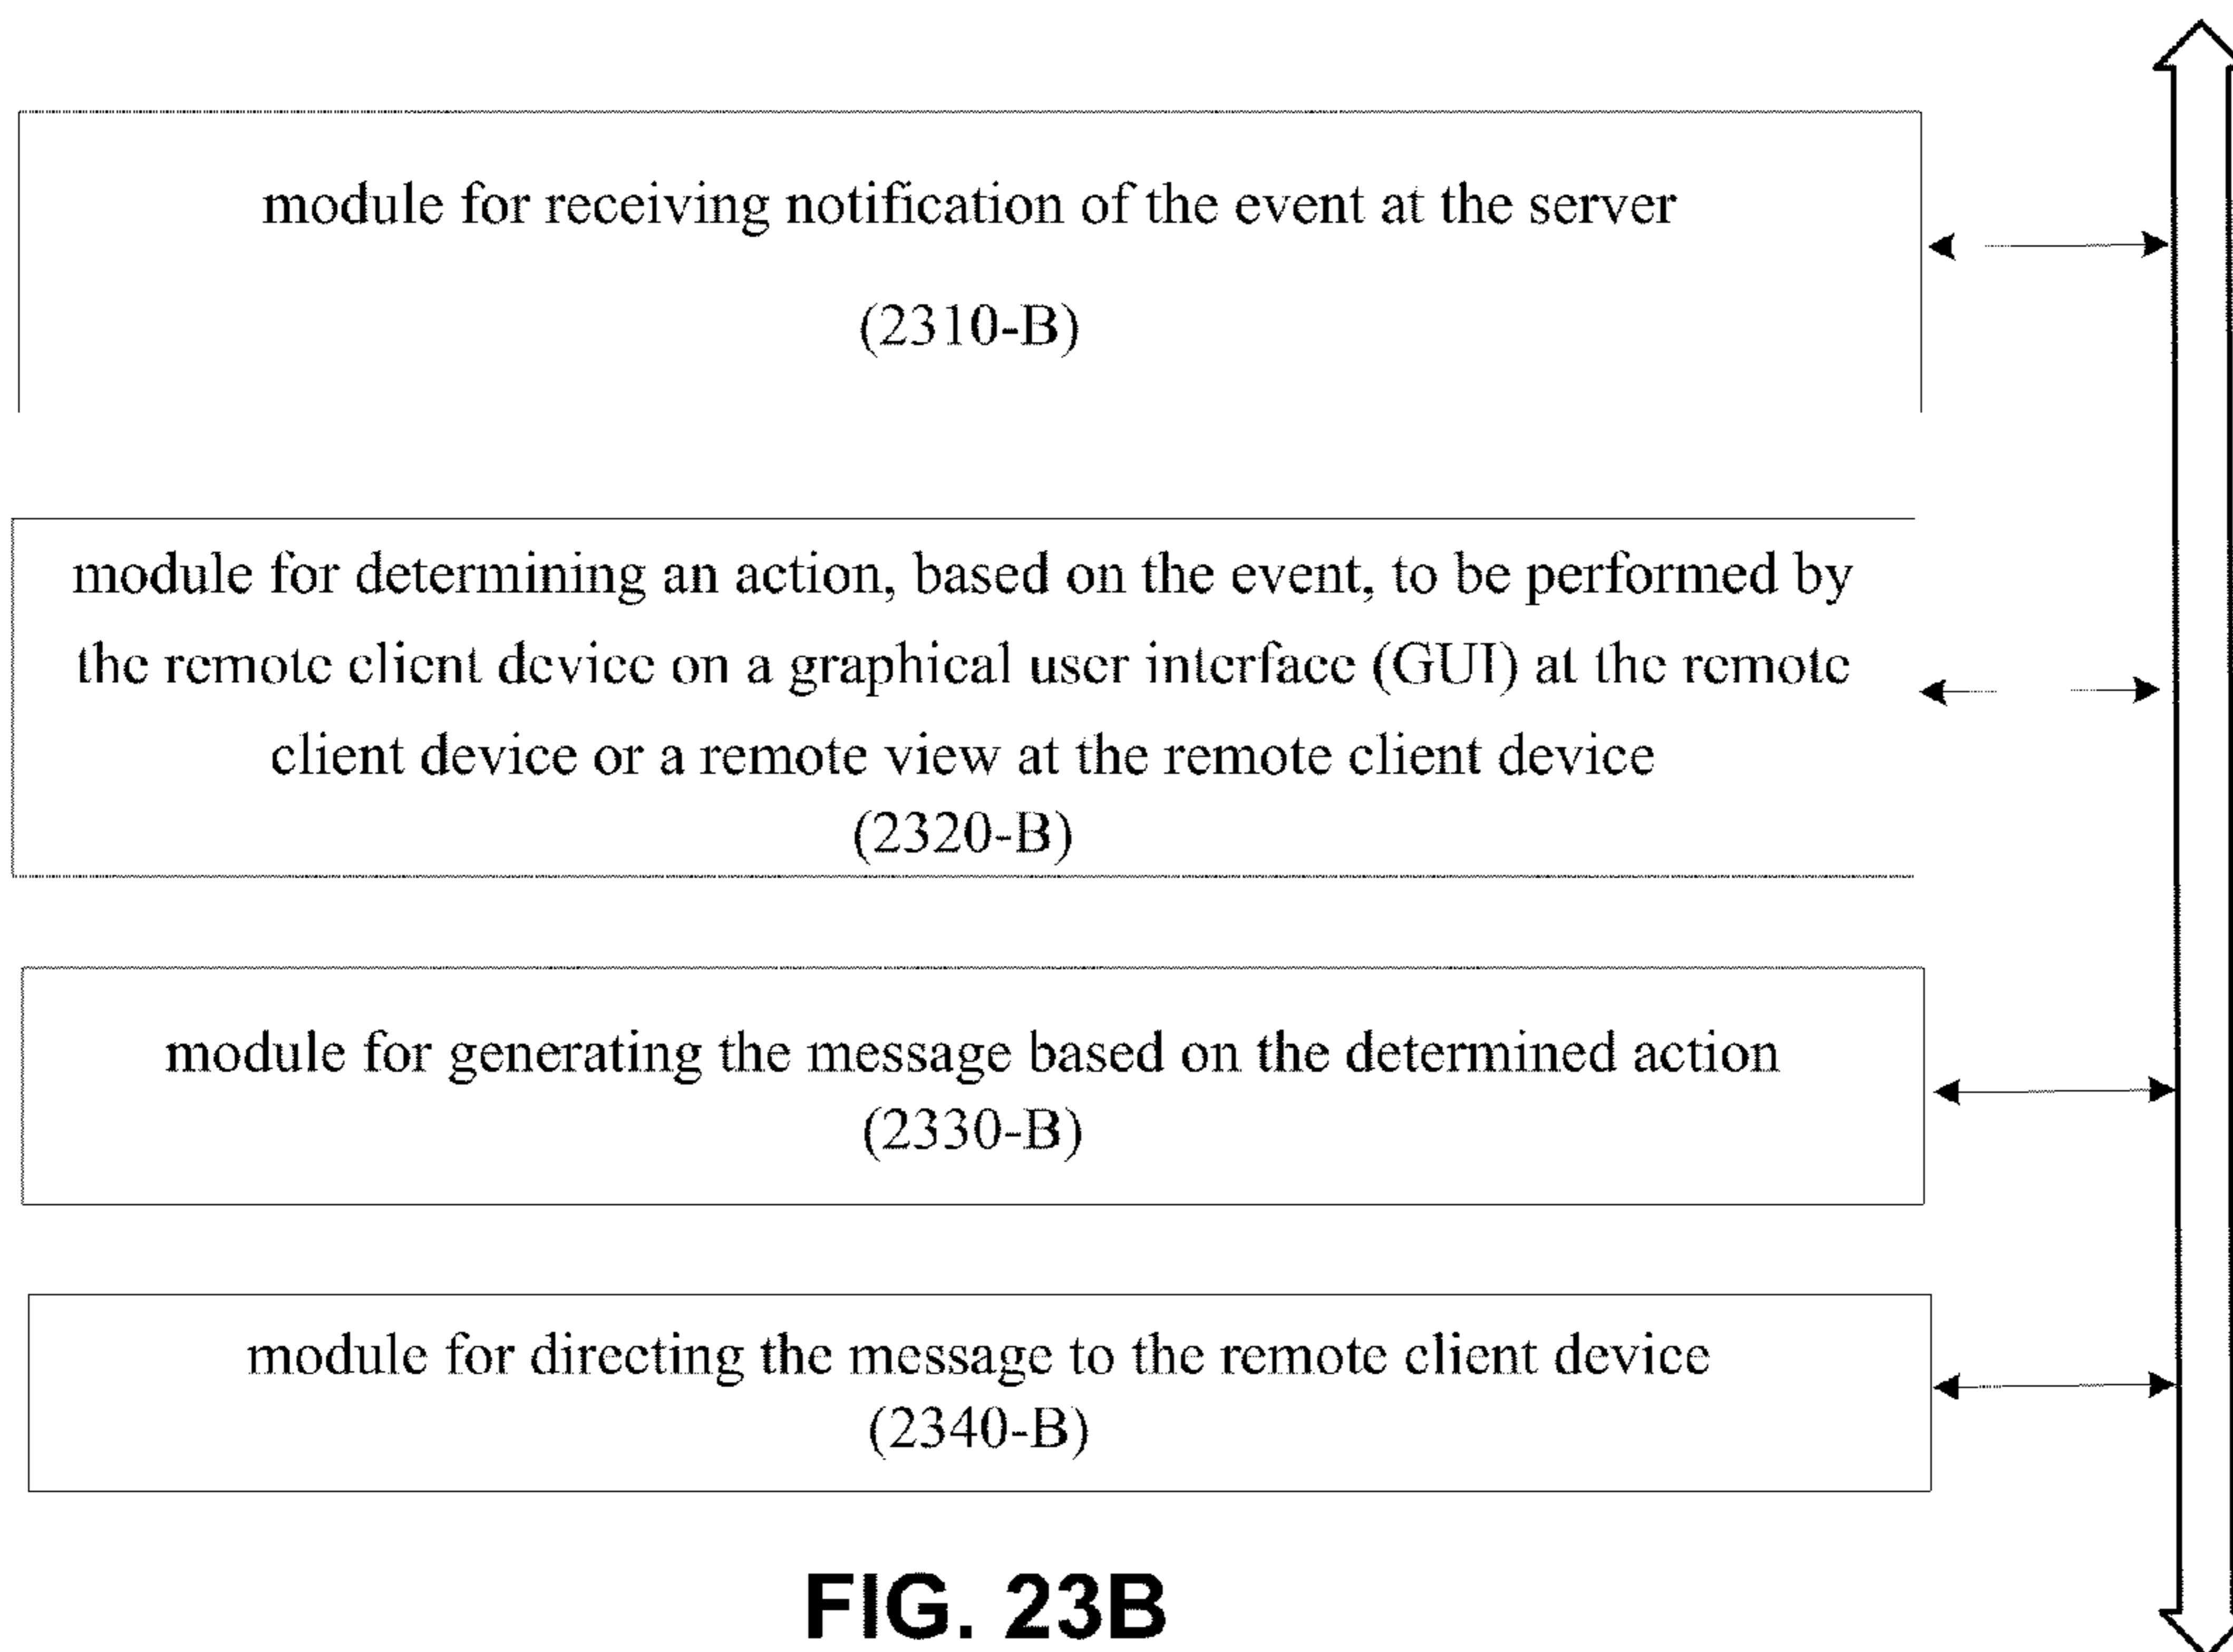 module for receiving notification of the event at the server
(2310-B)
module for determining an action, based on the event, to be performed by
the remote client device on a graphical user interface (GUI) at the remote
client device or a remote view at the remote client device
(2320-B)
module for generating the message based on the determined action
(2330-B)
module for directing the message to the remote client device
(2340-B)
FIG. 23B